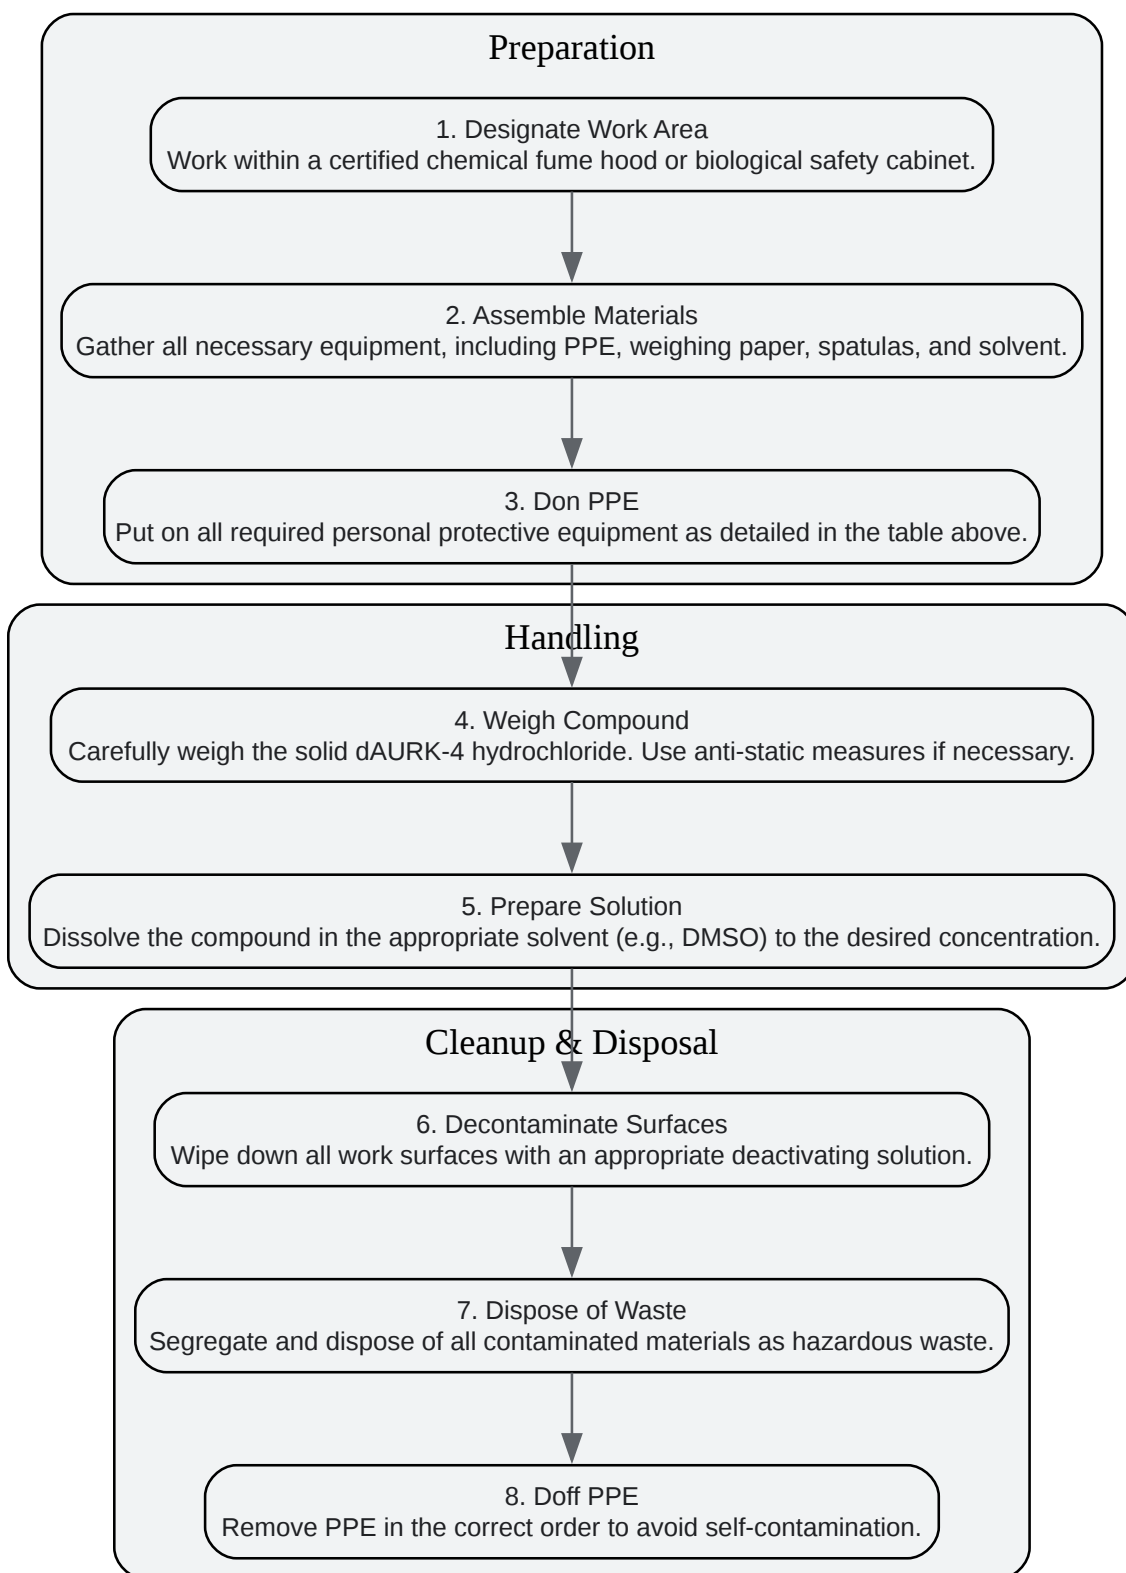 Preparation
1. Designate Work Area
Work within a certified chemical fume hood or biological safety cabinet.
2. Assemble Materials
Gather all necessary equipment, including PPE, weighing paper, spatulas, and solvent.
3. Don PPE
Put on all required personal protective equipment as detailed in the table above.
Handling
4. Weigh Compound
Carefully weigh the solid dAURK-4 hydrochloride. Use anti-static measures if necessary.
5. Prepare Solution
Dissolve the compound in the appropriate solvent (e.g., DMSO) to the desired concentration.
Cleanup & Disposal
6. Decontaminate Surfaces
Wipe down all work surfaces with an appropriate deactivating solution.
7. Dispose of Waste
Segregate and dispose of all contaminated materials as hazardous waste.
8. Doff PPE
Remove PPE in the correct order to avoid self-contamination.